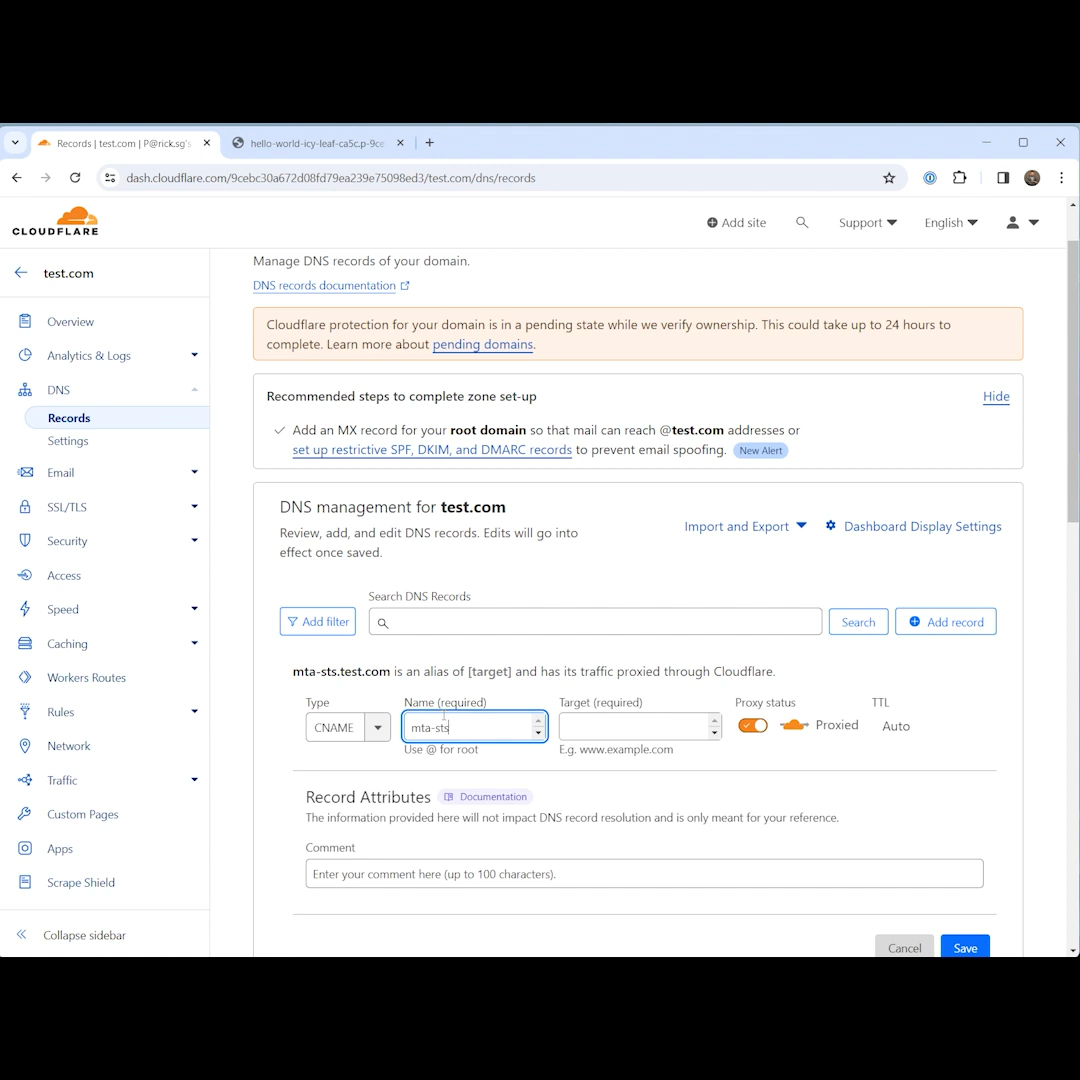 Records | test.com | P@rick.sg's
hello-world-icy-leaf-ca5c.p-9ce
dash.cloudflare.com/9cebc30a672d08fd79ea239e75098ed3/test.com/dns/records
CLOUDFLARE
Add site
Support
English
test.com
Overview
Analytics & Logs
DNS
Records
Settings
Email
SSL/TLS
Security
Access
Speed
Caching
Workers Routes
Rules
Network
Traffic
Custom Pages
Apps
Scrape Shield
Collapse sidebar
Manage DNS records of your domain.
DNS records documentation
Cloudflare protection for your domain is in a pending state while we verify ownership. This could take up to 24 hours to
complete. Learn more about pending domains.
Recommended steps to complete zone set-up
Hide
Add an MX record for your root domain so that mail can reach @test.com addresses or
set up restrictive SPF, DKIM, and DMARC records to prevent email spoofing. New Alert
DNS management for test.com
Review, add, and edit DNS records. Edits will go into
effect once saved.
Import and Export
Dashboard Display Settings
Search DNS Records
Add filter
Search
Add record
mta-sts.test.com is an alias of [target] and has its traffic proxied through Cloudflare.
Type
Name (required)
Target (required)
Proxy status
TTL
CNAME
mta-sts
Proxied
Auto
Use @ for root
E.g. www.example.com
Record Attributes
Documentation
The information provided here will not impact DNS record resolution and is only meant for your reference.
Comment
Enter your comment here (up to 100 characters).
Cancel
Save